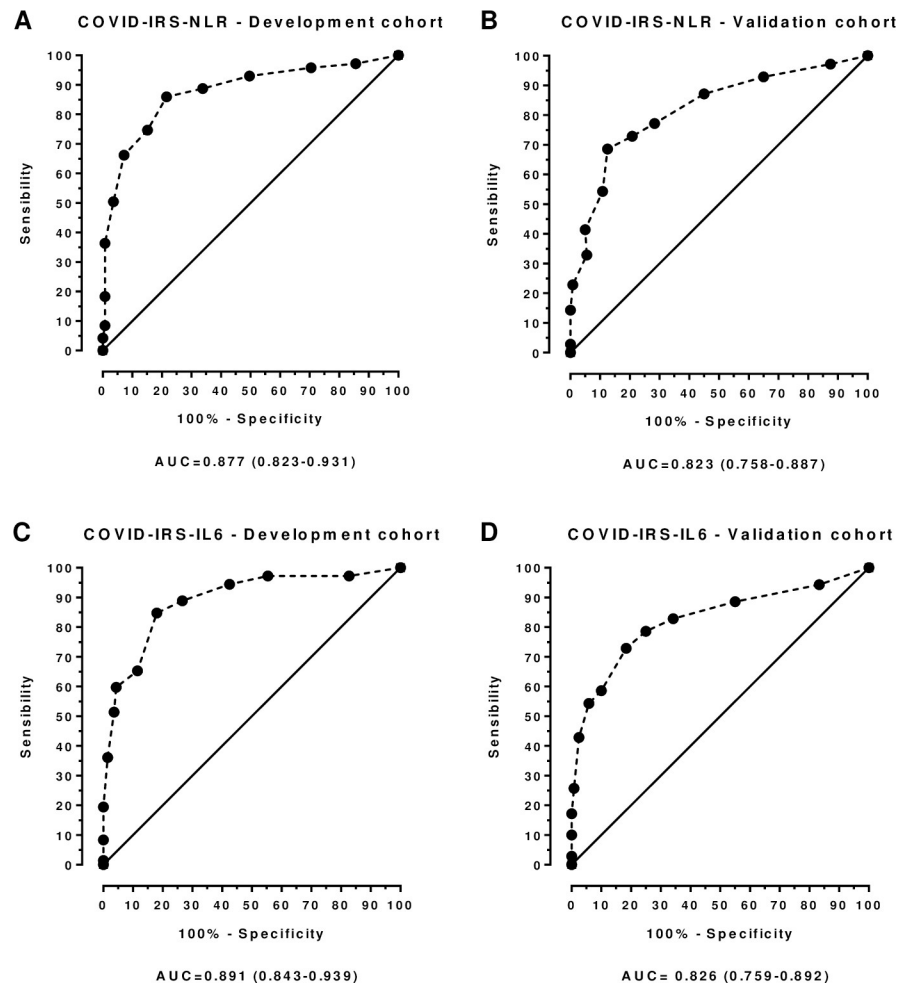 A
COVID-IRS-NLR - Development cohort
100
90
80
70
60
50
40
30
20
10
0
Sensibility
0 10 20 30 40 50 60 70 80 90 100
100% - Specificity
AUC=0.877 (0.823-0.931)
B
COVID-IRS-NLR - Validation cohort
100
90
80
70
60
50
40
30
20
10
0
Sensibility
0 10 20 30 40 50 60 70 80 90 100
100% - Specificity
AUC=0.823 (0.758-0.887)
C
COVID-IRS-IL6 - Development cohort
100
90
80
70
60
50
40
30
20
10
0
Sensibility
0 10 20 30 40 50 60 70 80 90 100
100% - Specificity
AUC=0.891 (0.843-0.939)
D
COVID-IRS-IL6 - Validation cohort
100
90
80
70
60
50
40
30
20
10
0
Sensibility
0 10 20 30 40 50 60 70 80 90 100
100% - Specificity
AUC= 0.826 (0.759-0.892)